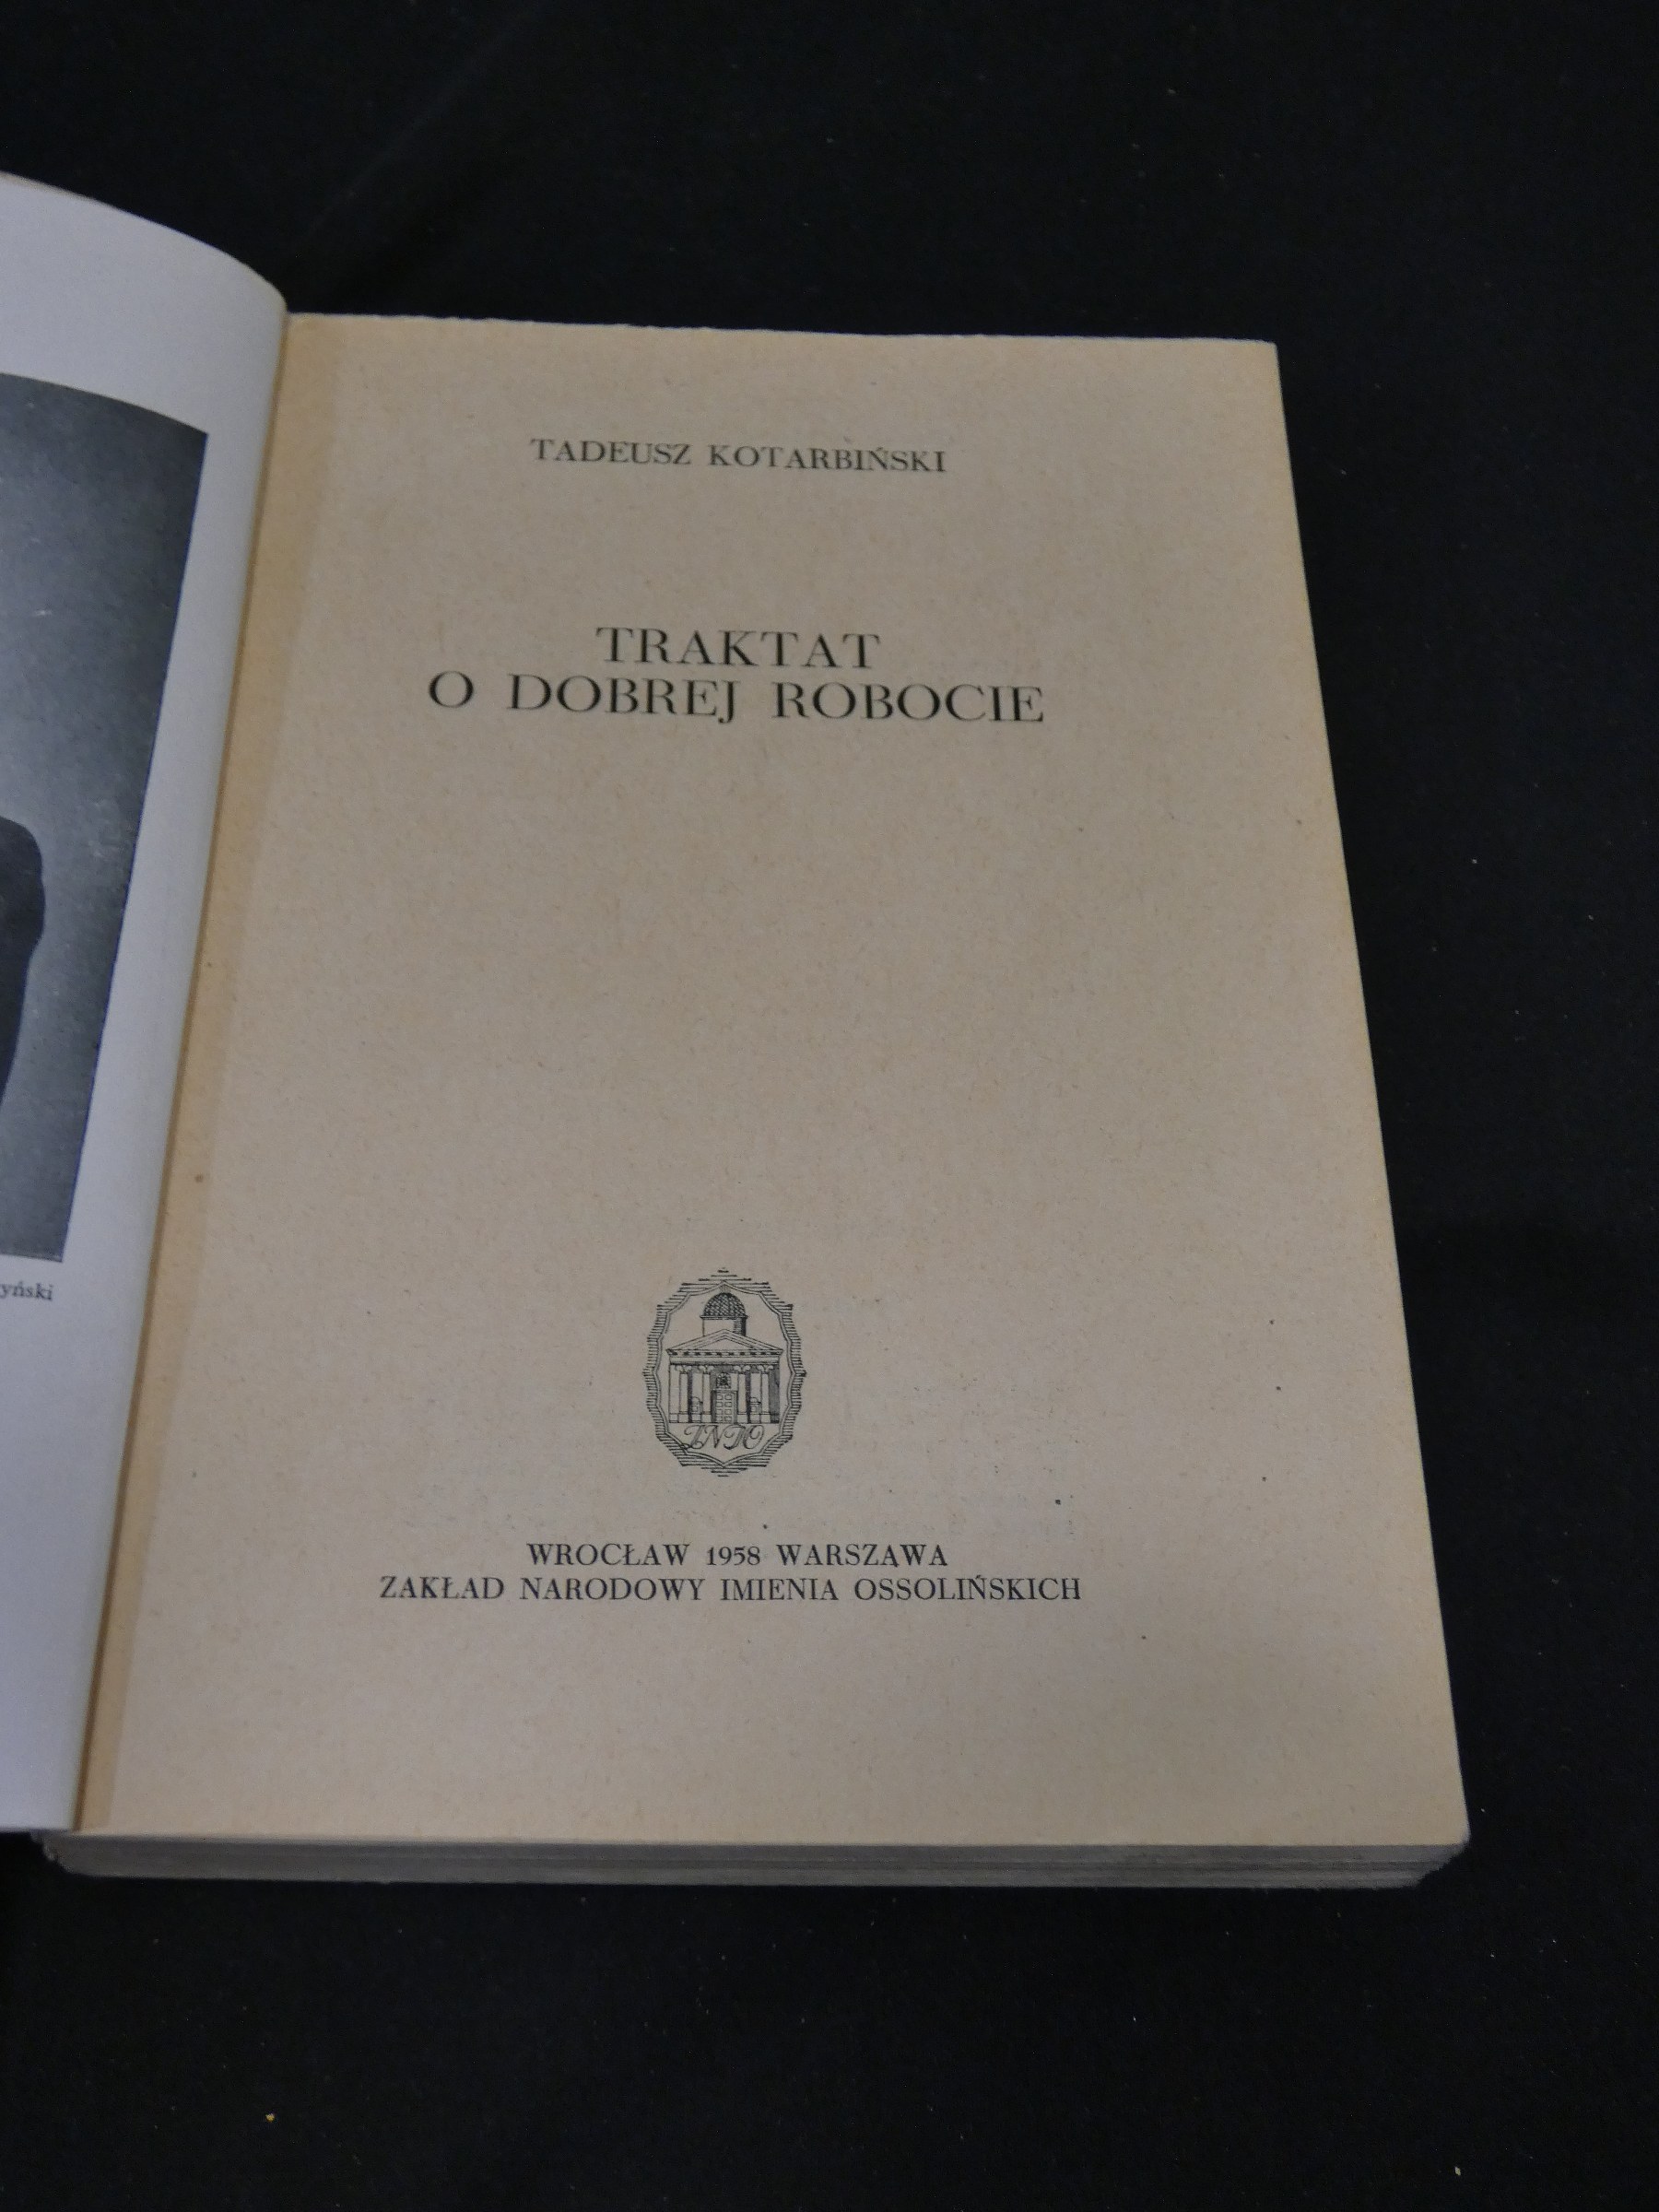 TADEUSZ KOTARBIŃSKI
TRAKTAT
O DOBREJ ROBOCIE
WROCŁAW 1958 WARSZAWA
ZAKŁAD NARODOWY IMIENIA OSSOLIŃSKICH